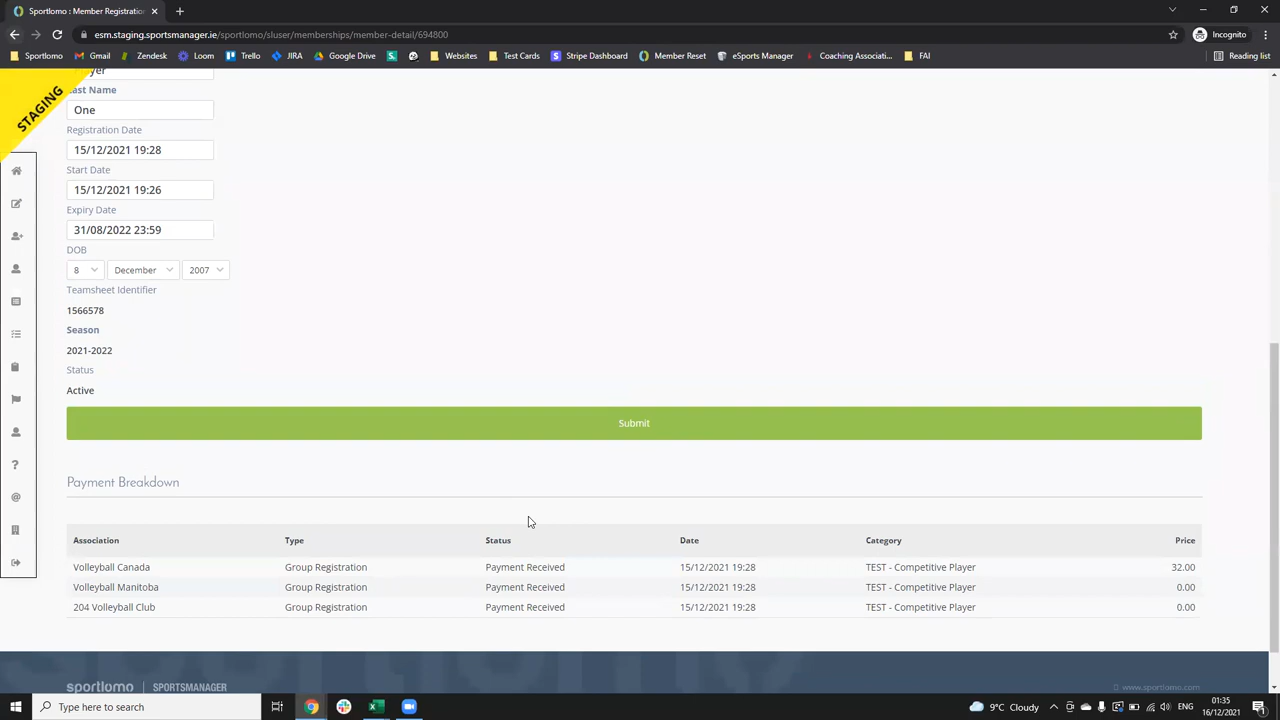 Sportlomo : Member Registratio
esm.staging.sportsmanager.ie/sportlomo/sluser/memberships/member-detail/694800
Incognito
Sportlomo Gmail Zendesk Loom Trello JIRA Google Drive Websites Test Cards Stripe Dashboard Member Reset eSports Manager Coaching Associati... FAI Reading list
STAGING
Player
Last Name
One
Registration Date
15/12/2021 19:28
Start Date
15/12/2021 19:26
Expiry Date
31/08/2022 23:59
DOB
8 December 2007
Teamsheet Identifier
1566578
Season
2021-2022
Status
Active
Submit
Payment Breakdown
Association Type Status Date Category Price
Volleyball Canada Group Registration Payment Received 15/12/2021 19:28 TEST - Competitive Player 32.00
Volleyball Manitoba Group Registration Payment Received 15/12/2021 19:28 TEST - Competitive Player 0.00
204 Volleyball Club Group Registration Payment Received 15/12/2021 19:28 TEST - Competitive Player 0.00
sportlomo | SPORTSMANAGER
www.sportlomo.com
Type here to search
9°C Cloudy
ENG
01:35
16/12/2021